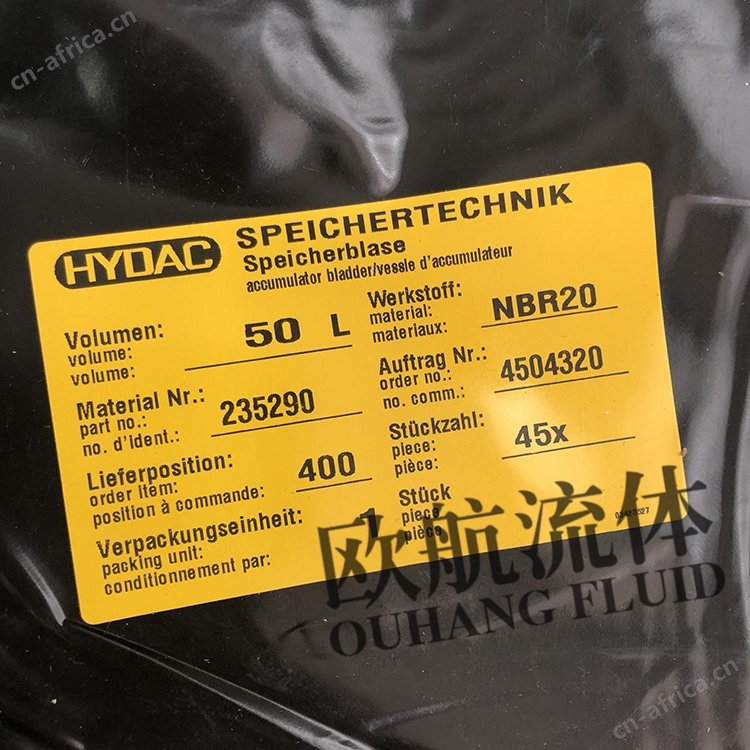 cn-africa.cn
HYDAC
SPEICHERTECHNIK
Speicherblase
accumulator bladder/vessle d'accumulateur
Volumen:
volume:
volume:
50 L
Werkstoff:
material:
materiaux:
NBR20
Material Nr.:
part no.:
no. d'ident.:
235290
Auftrag Nr.:
order no.:
no. comm.:
4504320
Lieferposition:
order item:
position à commande:
400
Stückzahl:
piece:
pièce:
45x
Verpackungseinheit:
packing unit:
conditionnement par:
1
Stück
piece
pièce
欧航流体
OUHANG FLUID
cn-africa.cn